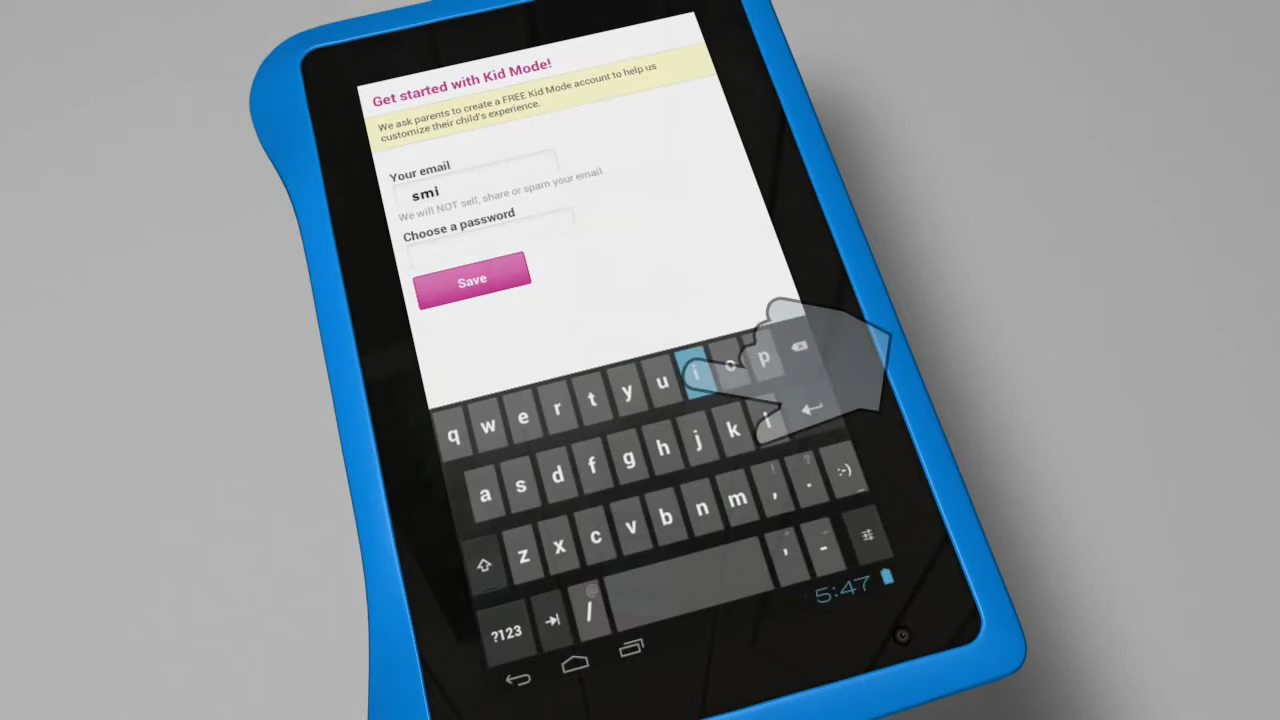 Get started with Kid Mode!
We ask parents to create a FREE Kid Mode account to help us
customize their child's experience.
Your email
smi
We will NOT sell, share or spam your email.
Choose a password
Save
q w e r t y u i o p
a s d f g h j k l
z x c v b n m , ! . ? :-)
?123 / @ ' - _
5:47